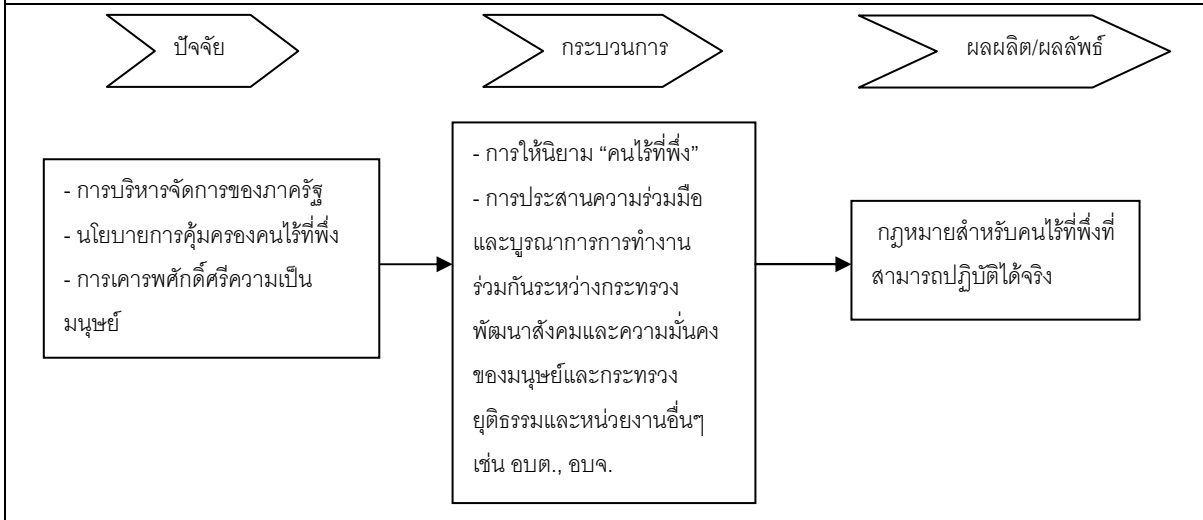 ปัจจัย
กระบวนการ
ผลผลิต/ผลลัพธ์
- การบริหารจัดการของภาครัฐ
- นโยบายการคุ้มครองคนไร้ที่พึ่ง
- การเคารพศักดิ์ศรีความเป็น
มนุษย์
- การให้นิยาม “คนไร้ที่พึ่ง”
- การประสานความร่วมมือ
และบูรณาการการทำงาน
ร่วมกันระหว่างกระทรวง
พัฒนาสังคมและความมั่นคง
ของมนุษย์และกระทรวง
ยุติธรรมและหน่วยงานอื่นๆ
เช่น อบต., อบจ.
กฎหมายสำหรับคนไร้ที่พึ่งที่
สามารถปฏิบัติได้จริง